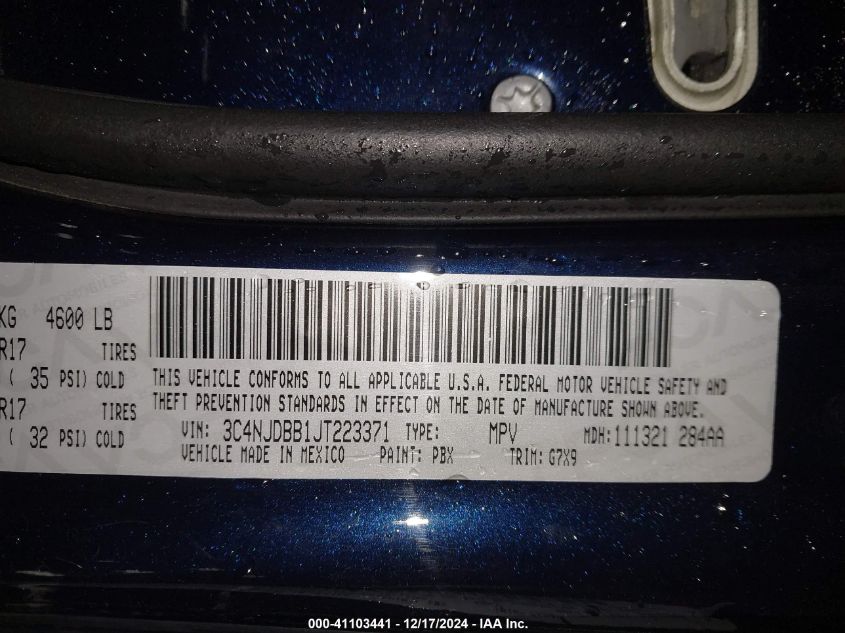 KG 4600 LB
R17 TIRES
( 35 PSI) COLD
R17 TIRES
( 32 PSI) COLD
THIS VEHICLE CONFORMS TO ALL APPLICABLE U.S.A. FEDERAL MOTOR VEHICLE SAFETY AND
THEFT PREVENTION STANDARDS IN EFFECT ON THE DATE OF MANUFACTURE SHOWN ABOVE.
VIN: 3C4NJDBB1JT223371 TYPE: MPV MDH:111321 284AA
VEHICLE MADE IN MEXICO PAINT: PBX TRIM: G7X9
000-41103441 - 12/17/2024 - IAA Inc.